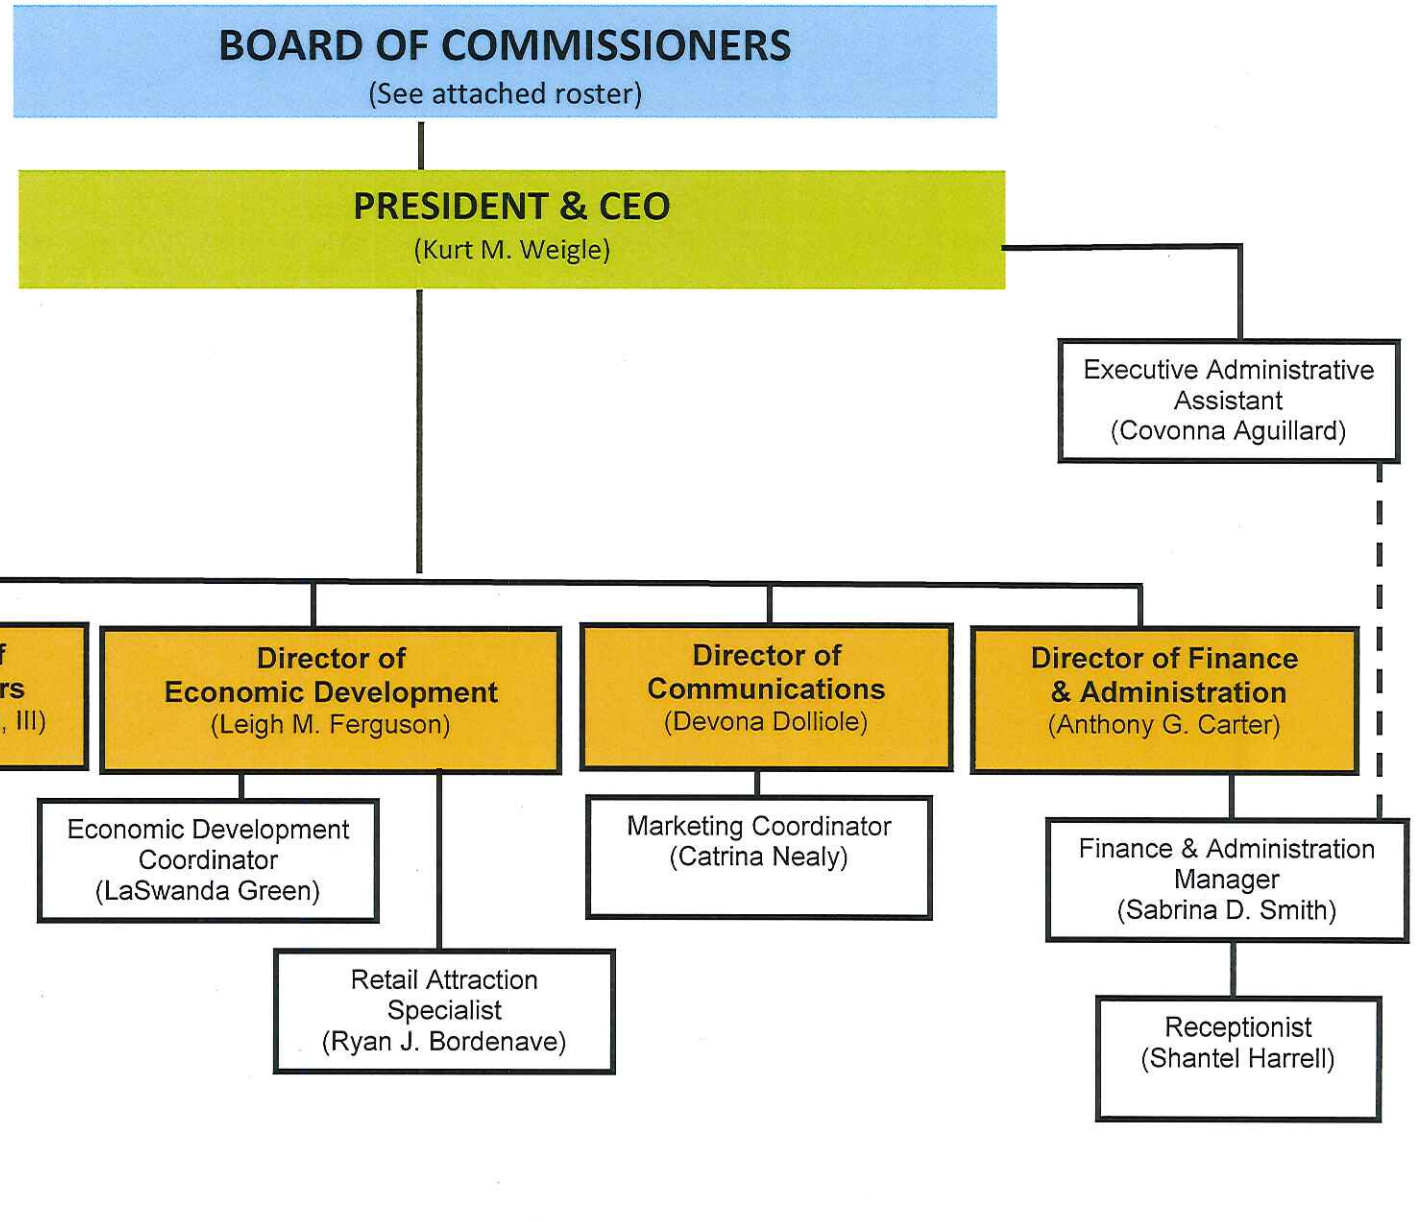 BOARD OF COMMISSIONERS
(See attached roster)
PRESIDENT & CEO
(Kurt M. Weigle)
Executive Administrative
Assistant
(Covonna Aguillard)
, III)
Director of
Economic Development
(Leigh M. Ferguson)
Director of
Communications
(Devona Dolliole)
Director of Finance
& Administration
(Anthony G. Carter)
Economic Development
Coordinator
(LaSwanda Green)
Marketing Coordinator
(Catrina Nealy)
Finance & Administration
Manager
(Sabrina D. Smith)
Retail Attraction
Specialist
(Ryan J. Bordenave)
Receptionist
(Shantel Harrell)